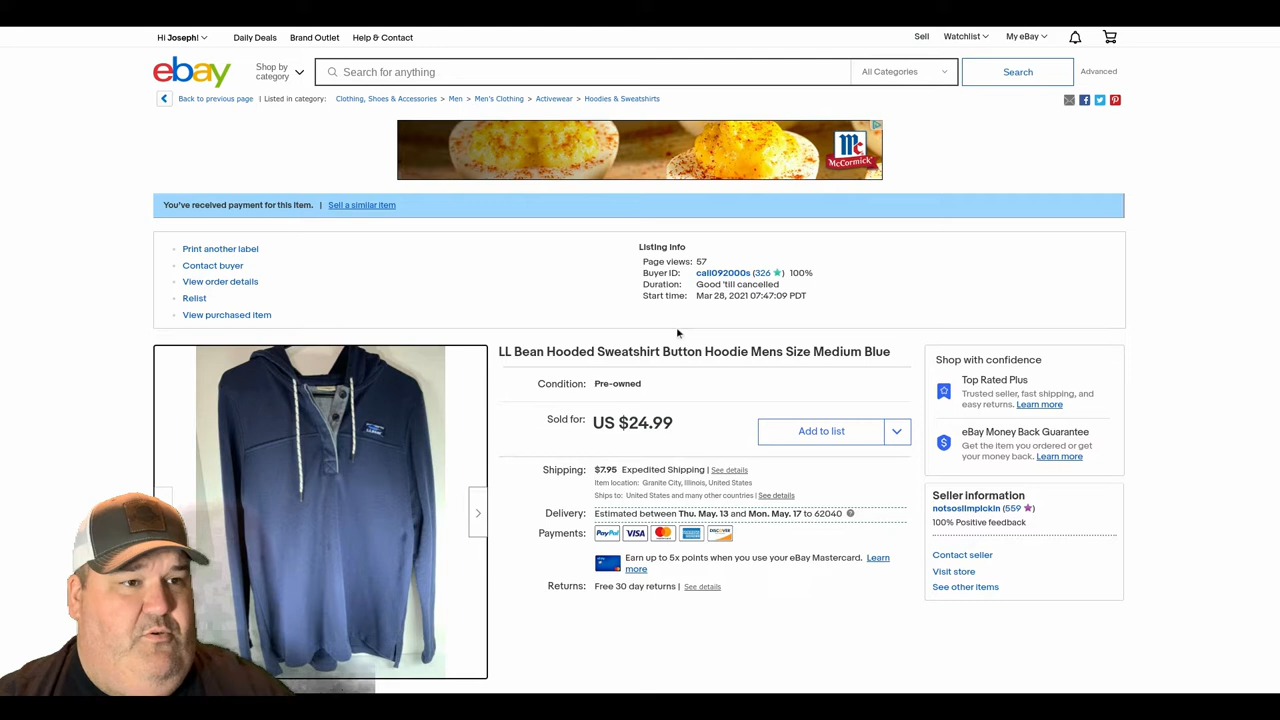 Hi Joseph!
Daily Deals
Brand Outlet
Help & Contact
Sell
Watchlist
My eBay
ebay
Shop by category
Search for anything
All Categories
Search
Advanced
Back to previous page | Listed in category: Clothing, Shoes & Accessories > Men > Men's Clothing > Activewear > Hoodies & Sweatshirts
Mc
McCORMICK
You've received payment for this item. | Sell a similar item
Print another label
Contact buyer
View order details
Relist
View purchased item
Listing info
Page views: 57
Buyer ID: call092000s (326 ) 100%
Duration: Good 'till cancelled
Start time: Mar 28, 2021 07:47:09 PDT
LL Bean Hooded Sweatshirt Button Hoodie Mens Size Medium Blue
Condition: Pre-owned
Sold for: US $24.99
Add to list
Shipping: $7.95 Expedited Shipping | See details
Item location: Granite City, Illinois, United States
Ships to: United States and many other countries | See details
Delivery: Estimated between Thu. May. 13 and Mon. May. 17 to 62040
Payments: PayPal VISA DISCOVER
Earn up to 5x points when you use your eBay Mastercard. Learn
more
Returns: Free 30 day returns | See details
Shop with confidence
Top Rated Plus
Trusted seller, fast shipping, and
easy returns. Learn more
eBay Money Back Guarantee
Get the item you ordered or get
your money back. Learn more
Seller information
notsoslimpickin (559 )
100% Positive feedback
Contact seller
Visit store
See other items